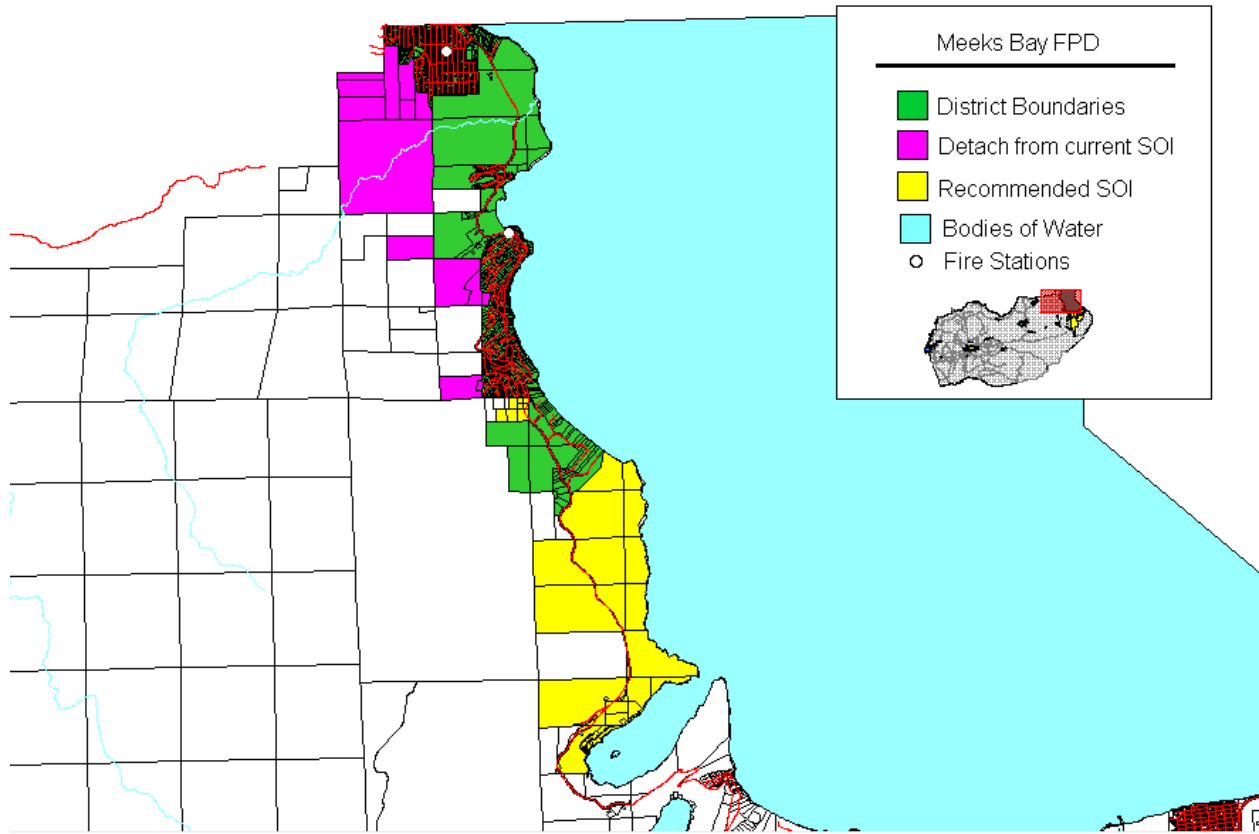 Meeks Bay FPD
District Boundaries
Detach from current SOI
Recommended SOI
Bodies of Water
Fire Stations